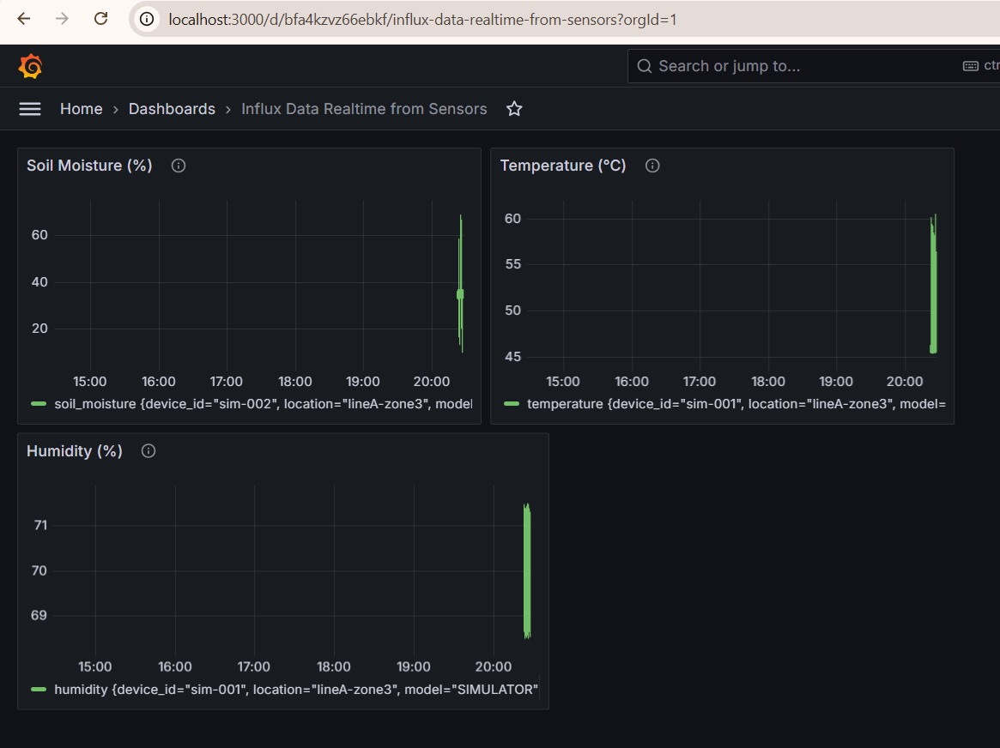 localhost:3000/d/bfa4kzvz66ebkf/influx-data-realtime-from-sensors?orgId=1
Search or jump to... ctr
Home › Dashboards › Influx Data Realtime from Sensors
Soil Moisture (%)
60
40
20
15:00 16:00 17:00 18:00 19:00 20:00
soil_moisture {device_id="sim-002", location="lineA-zone3", model
Temperature (°C)
60
55
50
45
15:00 16:00 17:00 18:00 19:00 20:00
temperature {device_id="sim-001", location="lineA-zone3", model=
Humidity (%)
71
70
69
15:00 16:00 17:00 18:00 19:00 20:00
humidity {device_id="sim-001", location="lineA-zone3", model="SIMULATOR"